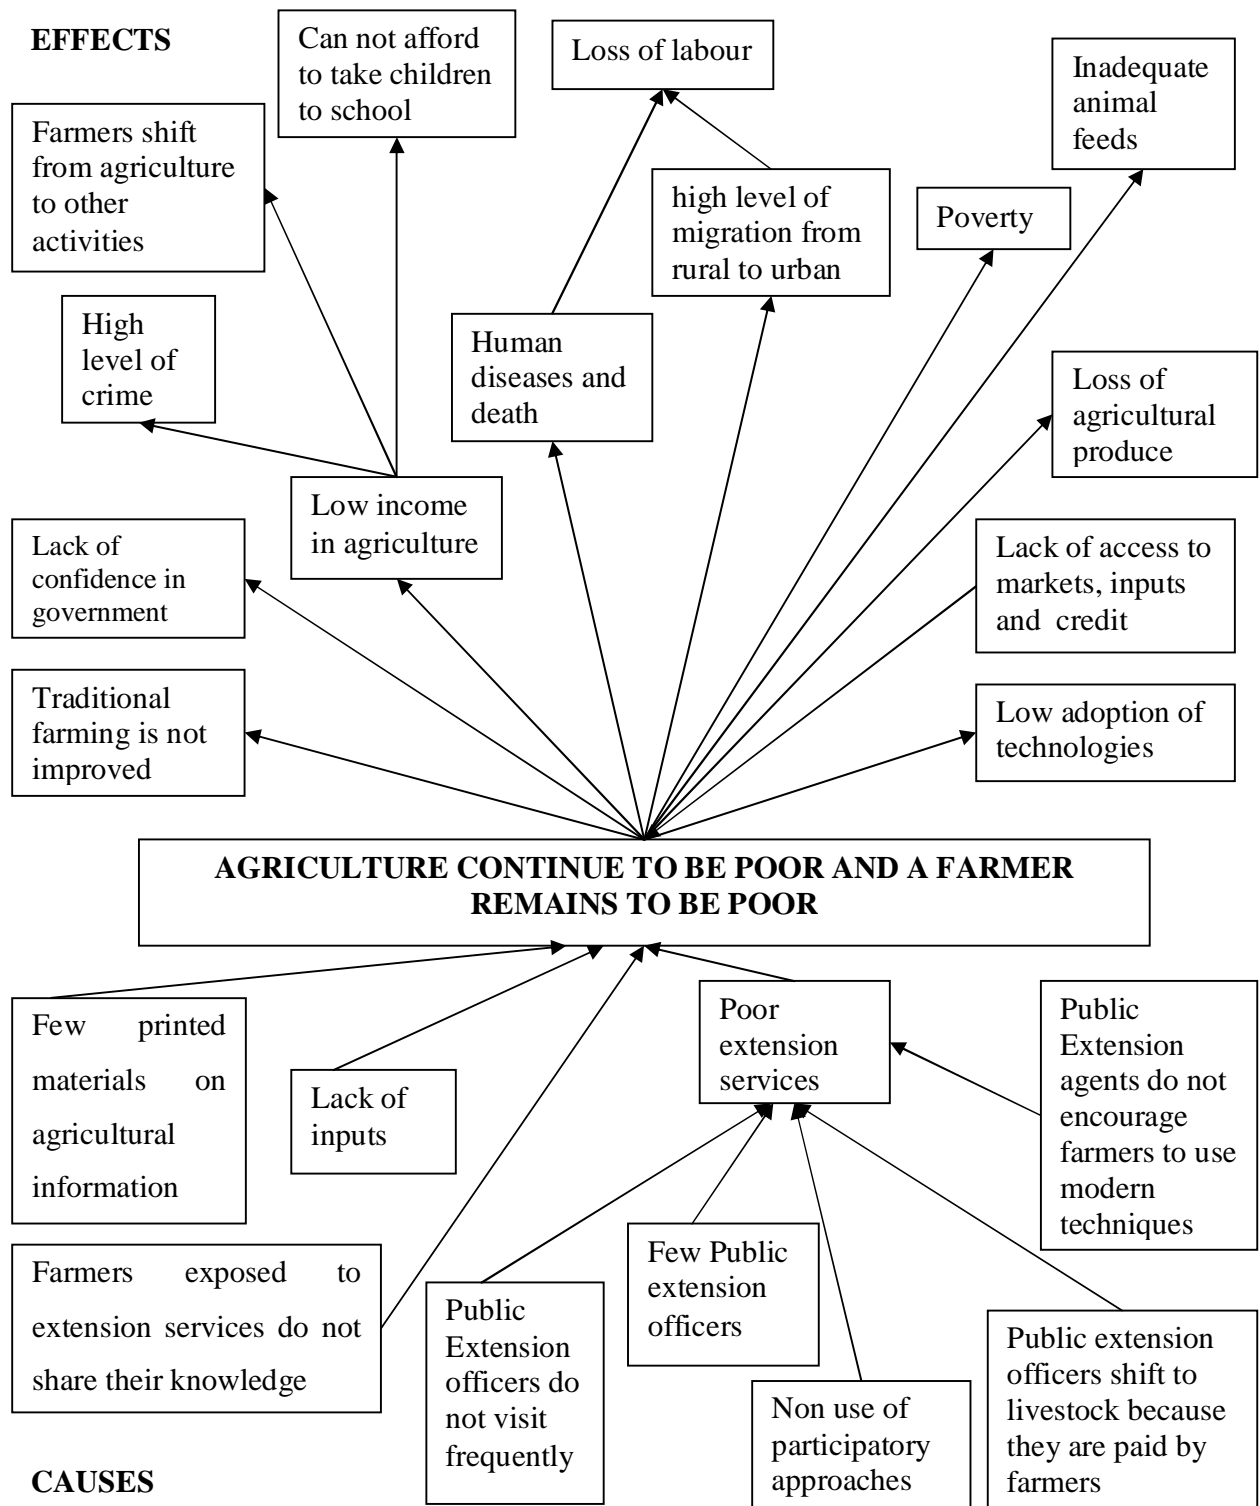 EFFECTS
Can not afford
to take children
to school
Loss of labour
Inadequate
animal
feeds
Farmers shift
from agriculture
to other
activities
high level of
migration from
rural to urban
Poverty
High
level of
crime
Human
diseases and
death
Loss of
agricultural
produce
Low income
in agriculture
Lack of
confidence in
government
Lack of access to
markets, inputs
and credit
Traditional
farming is not
improved
Low adoption of
technologies
AGRICULTURE CONTINUE TO BE POOR AND A FARMER
REMAINS TO BE POOR
Few printed
materials on
agricultural
information
Lack of
inputs
Poor
extension
services
Public
Extension
agents do not
encourage
farmers to use
modern
techniques
Farmers exposed to
extension services do not
share their knowledge
Public
Extension
officers do
not visit
frequently
Few Public
extension
officers
Non use of
participatory
approaches
Public extension
officers shift to
livestock because
they are paid by
farmers
CAUSES